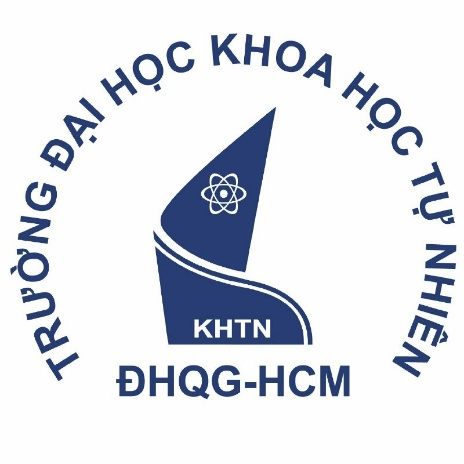 TRƯỜNG ĐẠI HỌC KHOA HỌC TỰ NHIÊN
KHTN
ĐHQG-HCM